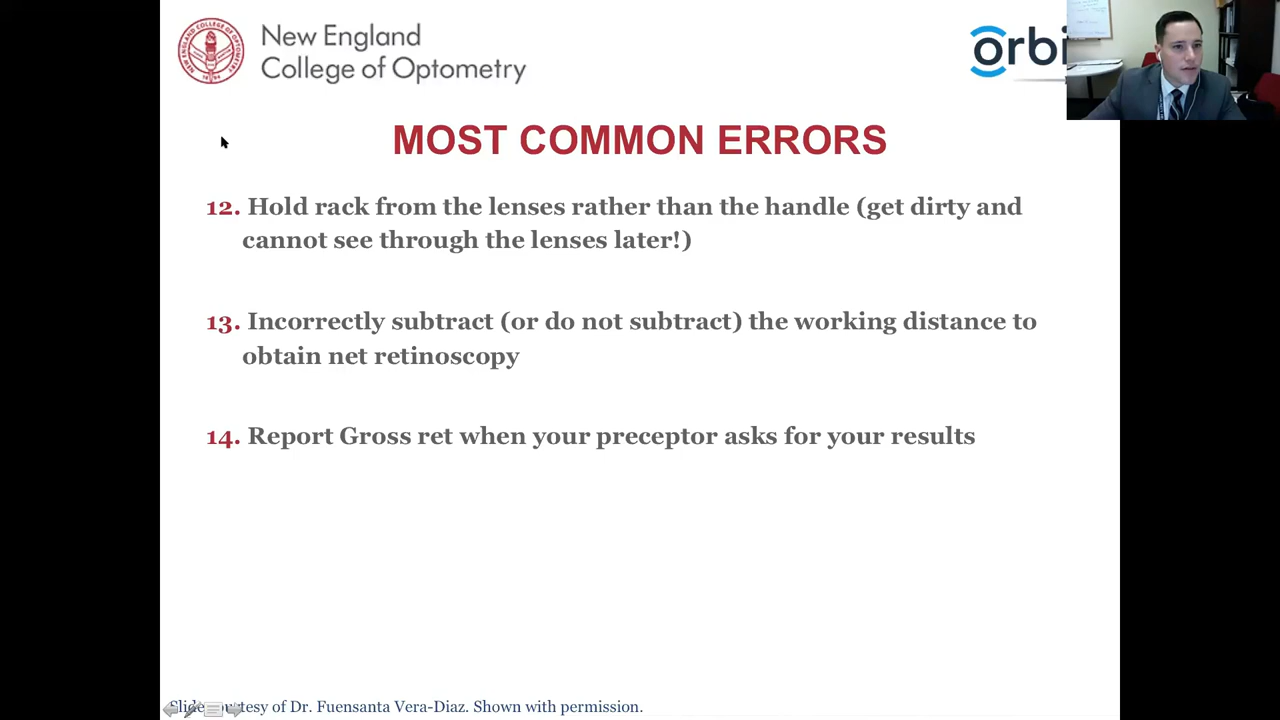 New England
College of Optometry
orbi
MOST COMMON ERRORS
12. Hold rack from the lenses rather than the handle (get dirty and
cannot see through the lenses later!)
13. Incorrectly subtract (or do not subtract) the working distance to
obtain net retinoscopy
14. Report Gross ret when your preceptor asks for your results
of Dr. Fuensanta Vera-Diaz. Shown with permission.